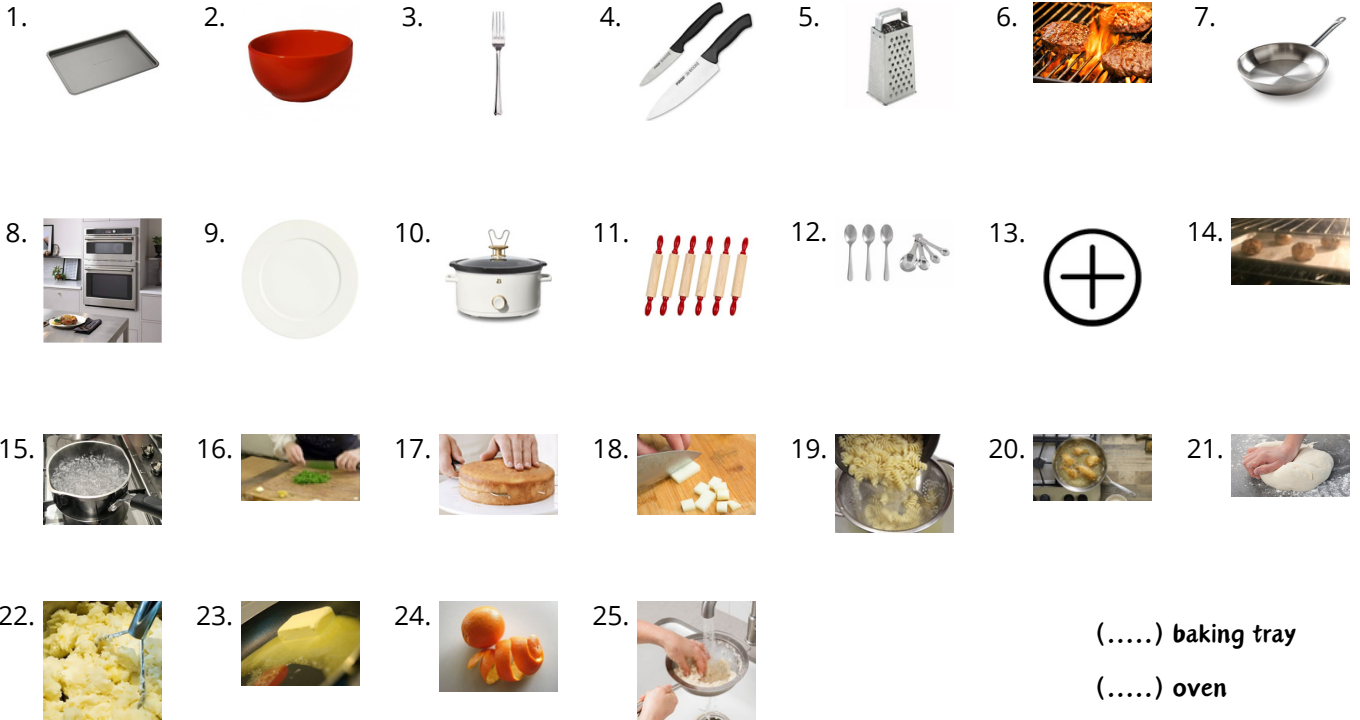 1. 2. 3. 4. 5. 6. 7.
8. 9. 10. 11. 12. 13. 14.
15. 16. 17. 18. 19. 20. 21.
22. 23. 24. 25.
(.....) baking tray
(.....) oven